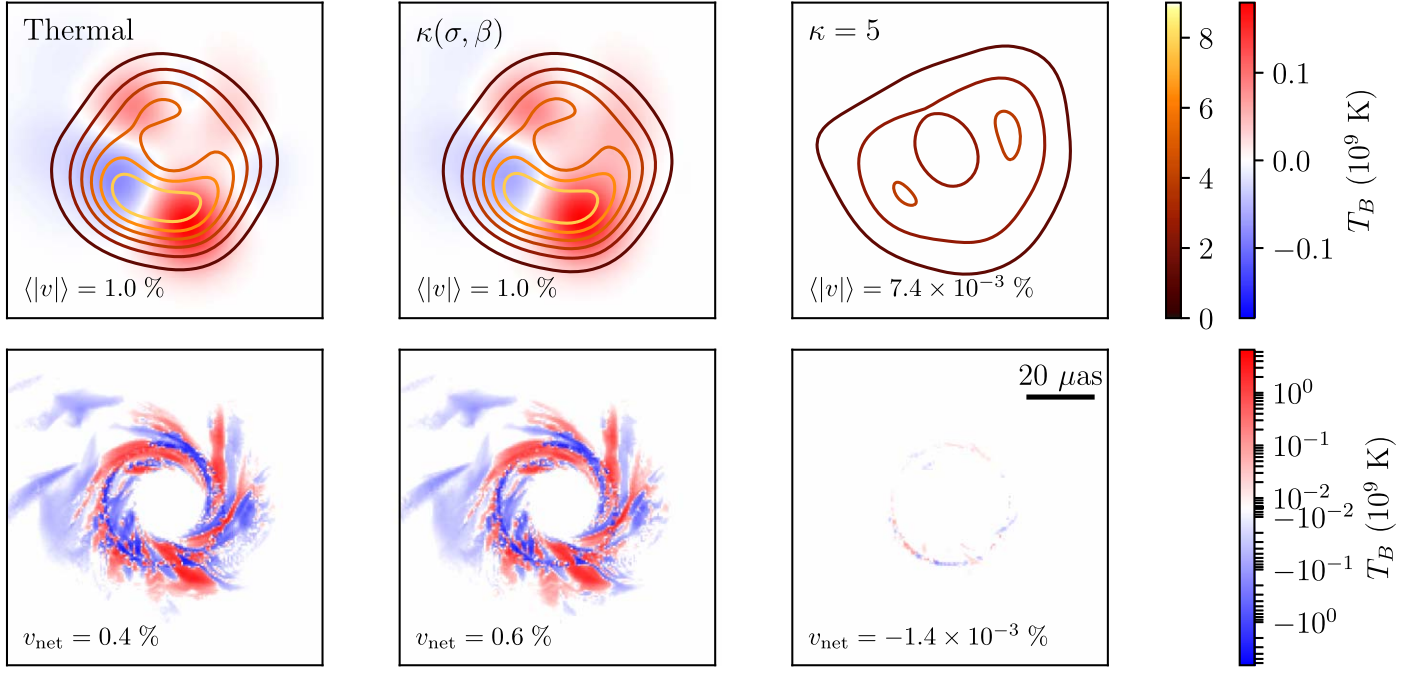 Thermal
κ(σ, β)
κ = 5
⟨|v|⟩ = 1.0 %
⟨|v|⟩ = 1.0 %
⟨|v|⟩ = 7.4 × 10⁻³ %
8
6
4
2
0
0.1
0.0
−0.1
T_B (10⁹ K)
20 μas
v_net = 0.4 %
v_net = 0.6 %
v_net = −1.4 × 10⁻³ %
10⁰
10⁻¹
10⁻²
−10⁻²
−10⁻¹
−10⁰
T_B (10⁹ K)